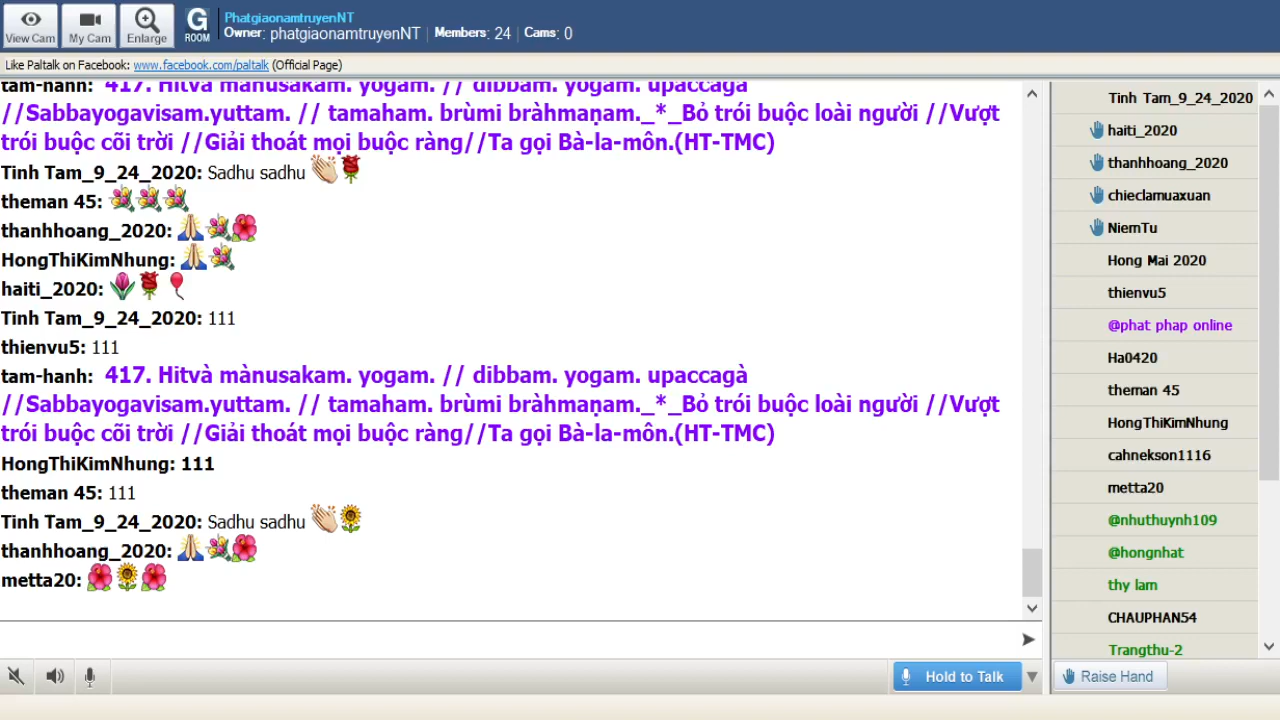 View Cam
My Cam
Enlarge
G
ROOM
PhatgiaonamtruyenNT
Owner: phatgiaonamtruyenNT | Members: 24 | Cams: 0
Like Paltalk on Facebook: www.facebook.com/paltalk (Official Page)
tam-hanh: 417. Hitvà mànusakam. yogam. // dibbam. yogam. upaccagà
//Sabbayogavisam.yuttam. // tamaham. brùmi bràhmaṇam._*_Bỏ trói buộc loài người //Vượt
trói buộc cõi trời //Giải thoát mọi buộc ràng//Ta gọi Bà-la-môn.(HT-TMC)
Tinh Tam_9_24_2020: Sadhu sadhu
theman 45:
thanhhoang_2020:
HongThiKimNhung:
haiti_2020:
Tinh Tam_9_24_2020: 111
thienvu5: 111
tam-hanh: 417. Hitvà mànusakam. yogam. // dibbam. yogam. upaccagà
//Sabbayogavisam.yuttam. // tamaham. brùmi bràhmaṇam._*_Bỏ trói buộc loài người //Vượt
trói buộc cõi trời //Giải thoát mọi buộc ràng//Ta gọi Bà-la-môn.(HT-TMC)
HongThiKimNhung: 111
theman 45: 111
Tinh Tam_9_24_2020: Sadhu sadhu
thanhhoang_2020:
metta20:
Hold to Talk
Tinh Tam_9_24_2020
haiti_2020
thanhhoang_2020
chieclamuaxuan
NiemTu
Hong Mai 2020
thienvu5
@phat phap online
Ha0420
theman 45
HongThiKimNhung
cahnekson1116
metta20
@nhuthuynh109
@hongnhat
thy lam
CHAUPHAN54
Trangthu-2
Raise Hand